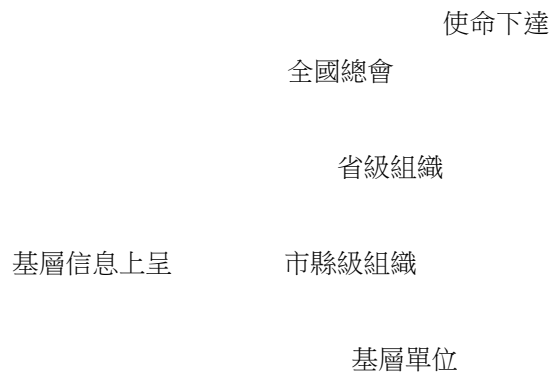 使命下達
全國總會
省級組織
基層信息上呈
市縣級組織
基層單位